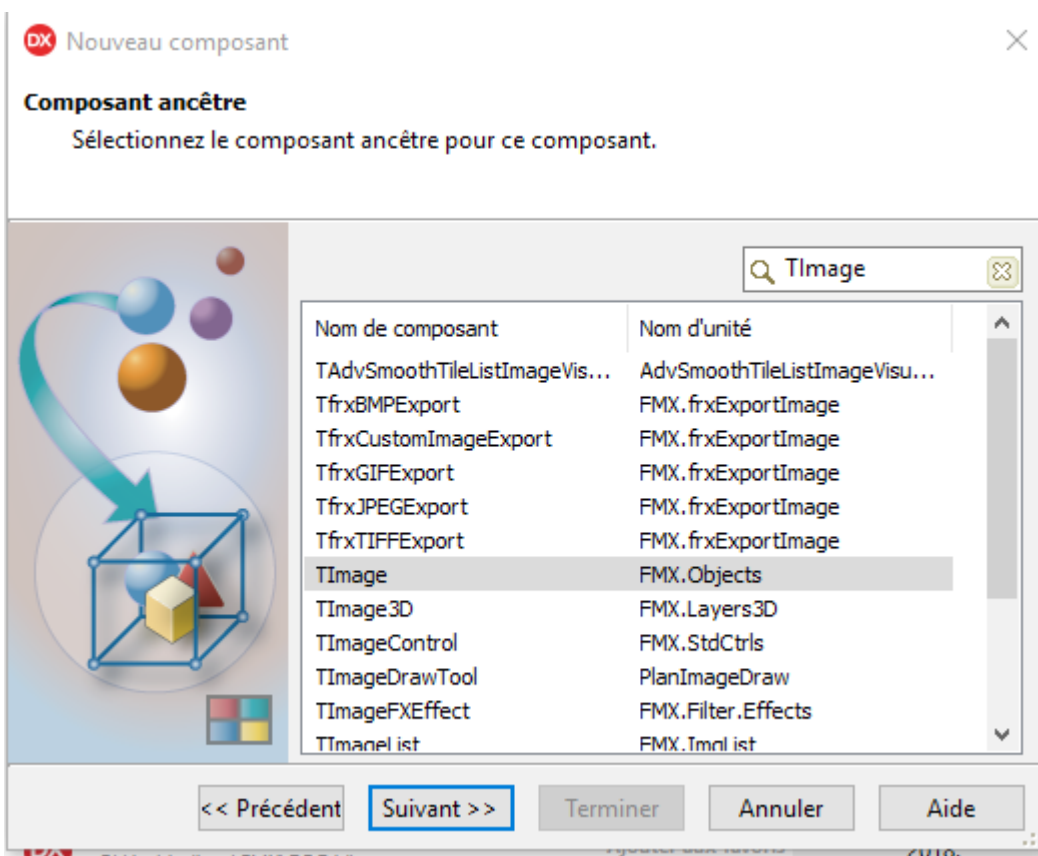 DX Nouveau composant
Composant ancêtre
Sélectionnez le composant ancêtre pour ce composant.
TImage
Nom de composant Nom d'unité
TAdvSmoothTileListImageVis... AdvSmoothTileListImageVisu...
TfrxBMPExport FMX.frxExportImage
TfrxCustomImageExport FMX.frxExportImage
TfrxGIFExport FMX.frxExportImage
TfrxJPEGExport FMX.frxExportImage
TfrxTIFFExport FMX.frxExportImage
TImage FMX.Objects
TImage3D FMX.Layers3D
TImageControl FMX.StdCtrls
TImageDrawTool PlanImageDraw
TImageFXEffect FMX.Filter.Effects
TImageList FMX.ImgList
<< Précédent Suivant >> Terminer Annuler Aide